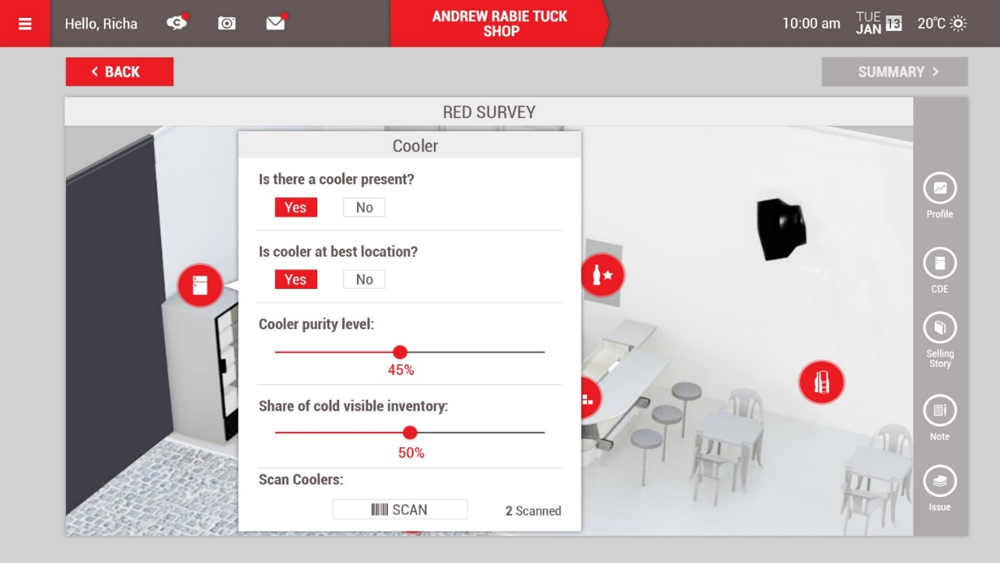 Hello, Richa
ANDREW RABIE TUCK
SHOP
10:00 am
TUE
JAN 13
20°C
< BACK
SUMMARY >
RED SURVEY
Cooler
Is there a cooler present?
Yes No
Is cooler at best location?
Yes No
Cooler purity level:
45%
Share of cold visible inventory:
50%
Scan Coolers:
SCAN
2 Scanned
Profile
CDE
Selling
Story
Note
Issue